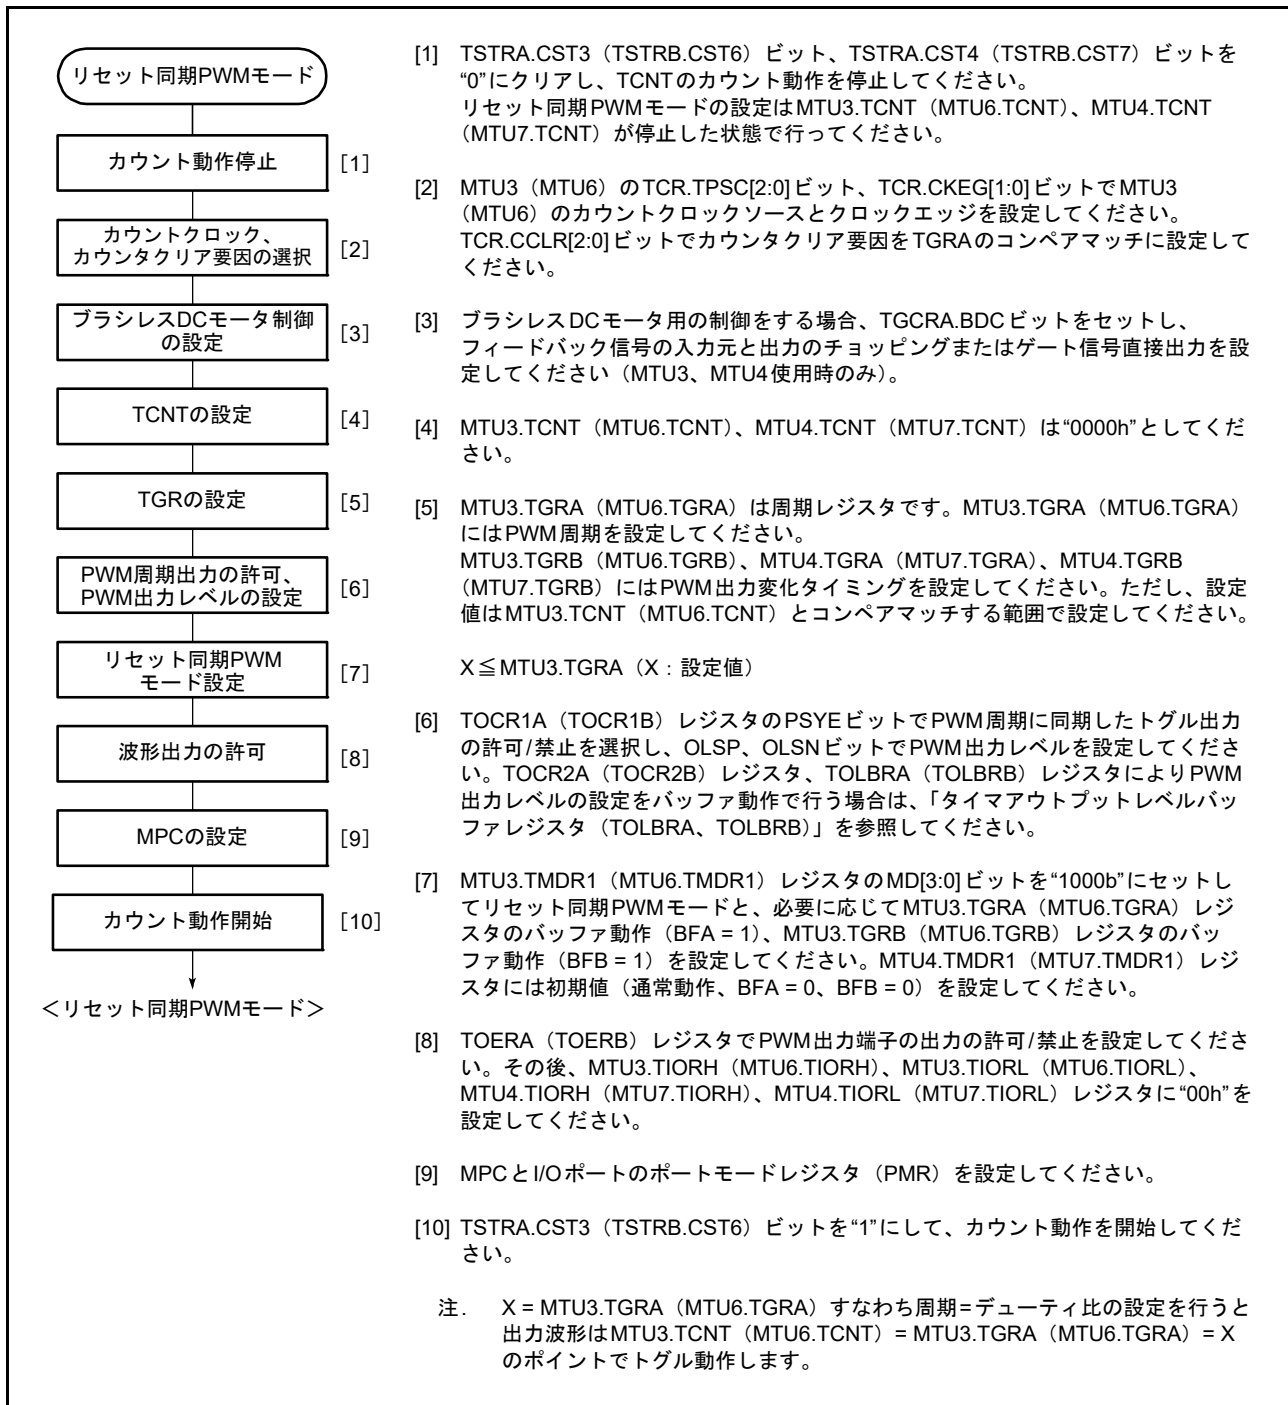 リセット同期PWMモード
カウント動作停止
[1]
カウントクロック、
カウンタクリア要因の選択
[2]
ブラシレスDCモータ制御
の設定
[3]
TCNTの設定
[4]
TGRの設定
[5]
PWM周期出力の許可、
PWM出力レベルの設定
[6]
リセット同期PWM
モード設定
[7]
波形出力の許可
[8]
MPCの設定
[9]
カウント動作開始
[10]
＜リセット同期PWMモード＞
[1] TSTRA.CST3（TSTRB.CST6）ビット、TSTRA.CST4（TSTRB.CST7）ビットを
“0”にクリアし、TCNTのカウント動作を停止してください。
リセット同期PWMモードの設定はMTU3.TCNT（MTU6.TCNT）、MTU4.TCNT
（MTU7.TCNT）が停止した状態で行ってください。
[2] MTU3（MTU6）のTCR.TPSC[2:0]ビット、TCR.CKEG[1:0]ビットでMTU3
（MTU6）のカウントクロックソースとクロックエッジを設定してください。
TCR.CCLR[2:0]ビットでカウンタクリア要因をTGRAのコンペアマッチに設定して
ください。
[3] ブラシレスDCモータ用の制御をする場合、TGCRA.BDCビットをセットし、
フィードバック信号の入力元と出力のチョッピングまたはゲート信号直接出力を設
定してください（MTU3、MTU4使用時のみ）。
[4] MTU3.TCNT（MTU6.TCNT）、MTU4.TCNT（MTU7.TCNT）は“0000h”としてくだ
さい。
[5] MTU3.TGRA（MTU6.TGRA）は周期レジスタです。MTU3.TGRA（MTU6.TGRA）
にはPWM周期を設定してください。
MTU3.TGRB（MTU6.TGRB）、MTU4.TGRA（MTU7.TGRA）、MTU4.TGRB
（MTU7.TGRB）にはPWM出力変化タイミングを設定してください。ただし、設定
値はMTU3.TCNT（MTU6.TCNT）とコンペアマッチする範囲で設定してください。
X≦MTU3.TGRA（X：設定値）
[6] TOCR1A（TOCR1B）レジスタのPSYEビットでPWM周期に同期したトグル出力
の許可/禁止を選択し、OLSP、OLSNビットでPWM出力レベルを設定してくださ
い。TOCR2A（TOCR2B）レジスタ、TOLBRA（TOLBRB）レジスタによりPWM
出力レベルの設定をバッファ動作で行う場合は、「タイマアウトプットレベルバッ
ファレジスタ（TOLBRA、TOLBRB）」を参照してください。
[7] MTU3.TMDR1（MTU6.TMDR1）レジスタのMD[3:0]ビットを“1000b”にセットし
てリセット同期PWMモードと、必要に応じてMTU3.TGRA（MTU6.TGRA）レジ
スタのバッファ動作（BFA = 1）、MTU3.TGRB（MTU6.TGRB）レジスタのバッ
ファ動作（BFB = 1）を設定してください。MTU4.TMDR1（MTU7.TMDR1）レジ
スタには初期値（通常動作、BFA = 0、BFB = 0）を設定してください。
[8] TOERA（TOERB）レジスタでPWM出力端子の出力の許可/禁止を設定してくださ
い。その後、MTU3.TIORH（MTU6.TIORH）、MTU3.TIORL（MTU6.TIORL）、
MTU4.TIORH（MTU7.TIORH）、MTU4.TIORL（MTU7.TIORL）レジスタに“00h”を
設定してください。
[9] MPCとI/Oポートのポートモードレジスタ（PMR）を設定してください。
[10] TSTRA.CST3（TSTRB.CST6）ビットを“1”にして、カウント動作を開始してくだ
さい。
注. X = MTU3.TGRA（MTU6.TGRA）すなわち周期=デューティ比の設定を行うと
出力波形はMTU3.TCNT（MTU6.TCNT）= MTU3.TGRA（MTU6.TGRA）= X
のポイントでトグル動作します。